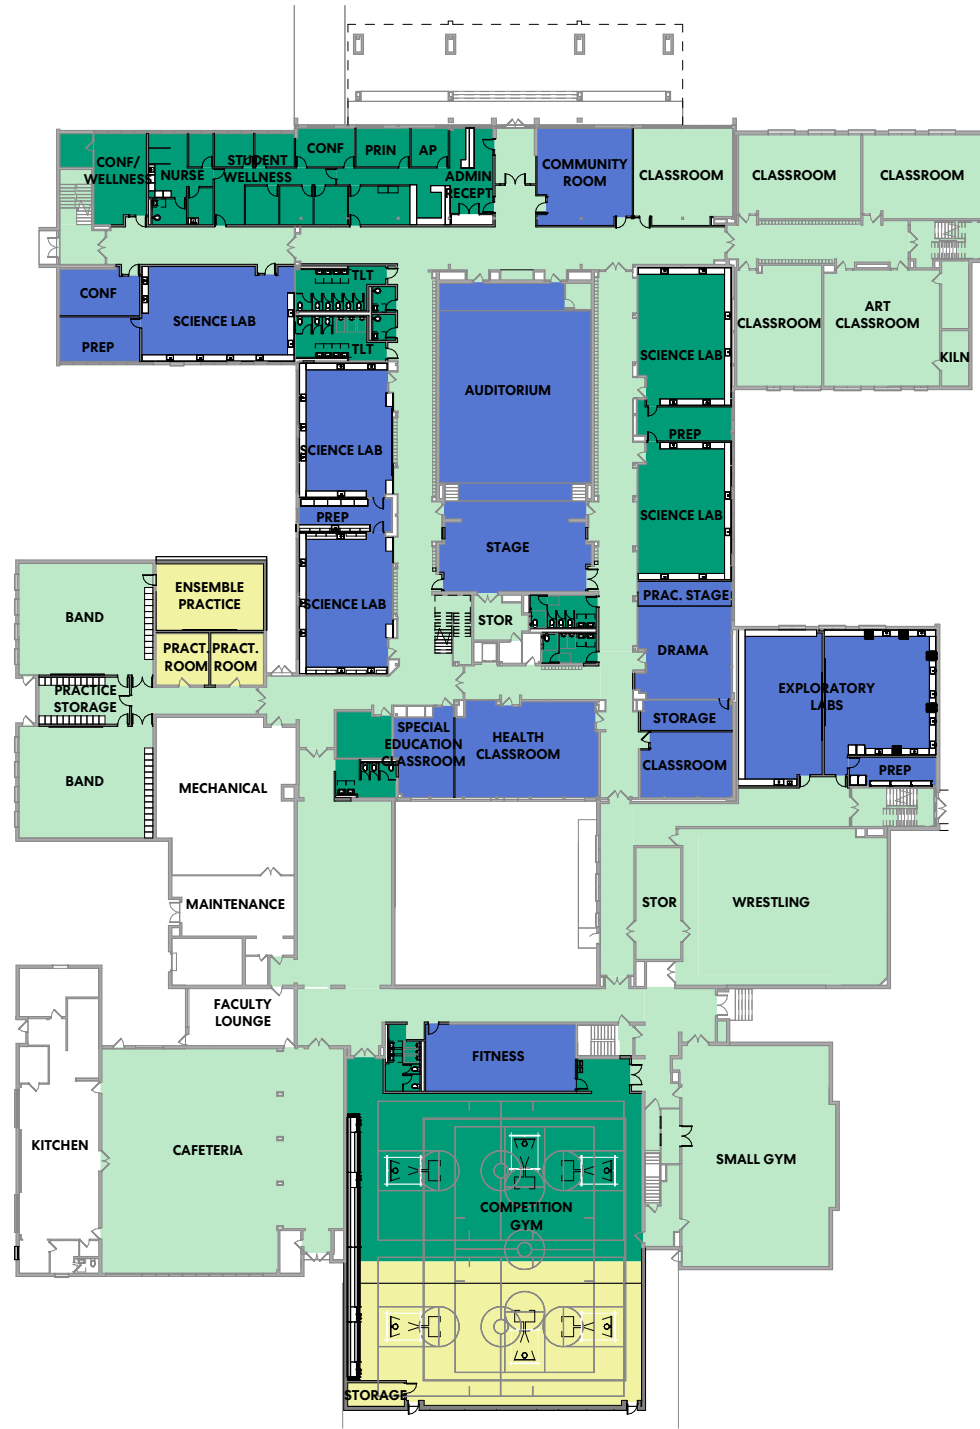 CONF/
WELLNESS
NURSE
STUDENT
WELLNESS
CONF
PRIN
AP
ADMIN
RECEPT
COMMUNITY
ROOM
CLASSROOM
CLASSROOM
CLASSROOM
CONF
PREP
SCIENCE LAB
TLT
TLT
SCIENCE LAB
PREP
SCIENCE LAB
AUDITORIUM
STAGE
STOR
SCIENCE LAB
PREP
SCIENCE LAB
PRAC. STAGE
DRAMA
STORAGE
CLASSROOM
CLASSROOM
ART
CLASSROOM
KILN
BAND
ENSEMBLE
PRACTICE
PRACT.
ROOM
PRACT.
ROOM
PRACTICE
STORAGE
BAND
MECHANICAL
MAINTENANCE
SPECIAL
EDUCATION
CLASSROOM
HEALTH
CLASSROOM
EXPLORATORY
LABS
PREP
STOR
WRESTLING
FACULTY
LOUNGE
KITCHEN
CAFETERIA
FITNESS
COMPETITION
GYM
SMALL GYM
STORAGE